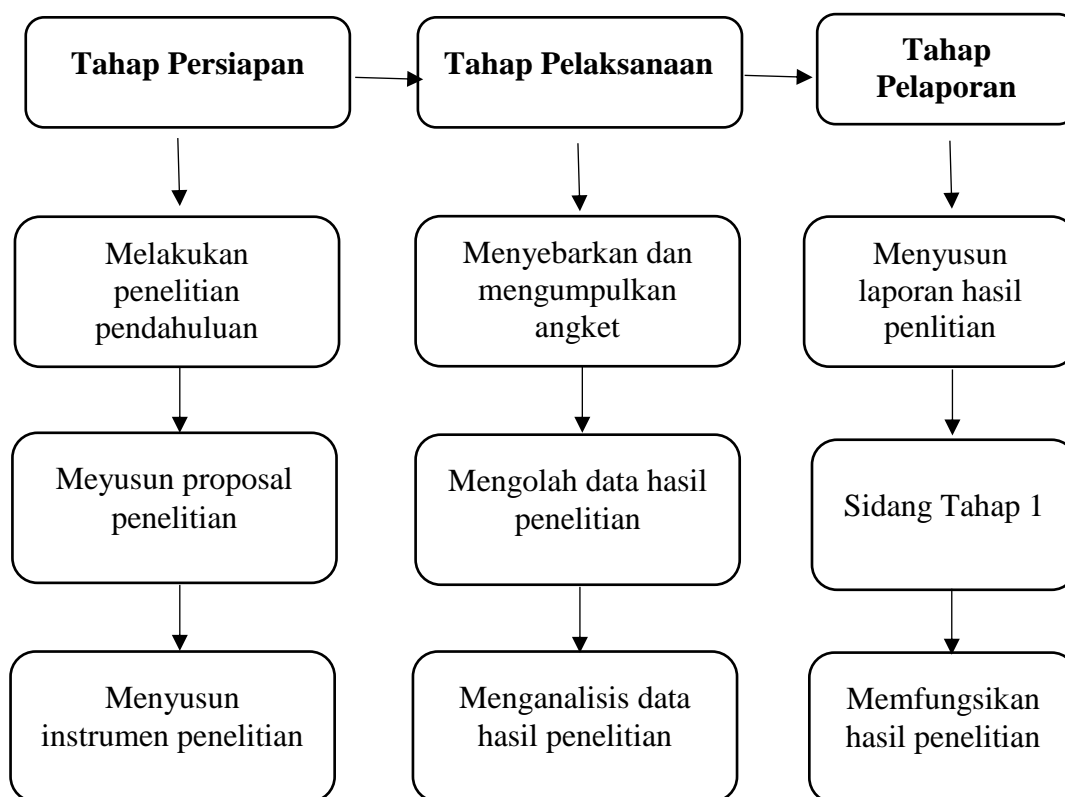 Tahap Persiapan
Tahap Pelaksanaan
Tahap
Pelaporan
Melakukan
penelitian
pendahuluan
Menyebarkan dan
mengumpulkan
angket
Menyusun
laporan hasil
penlitian
Meyusun proposal
penelitian
Mengolah data hasil
penelitian
Sidang Tahap 1
Menyusun
instrumen penelitian
Menganalisis data
hasil penelitian
Memfungsikan
hasil penelitian